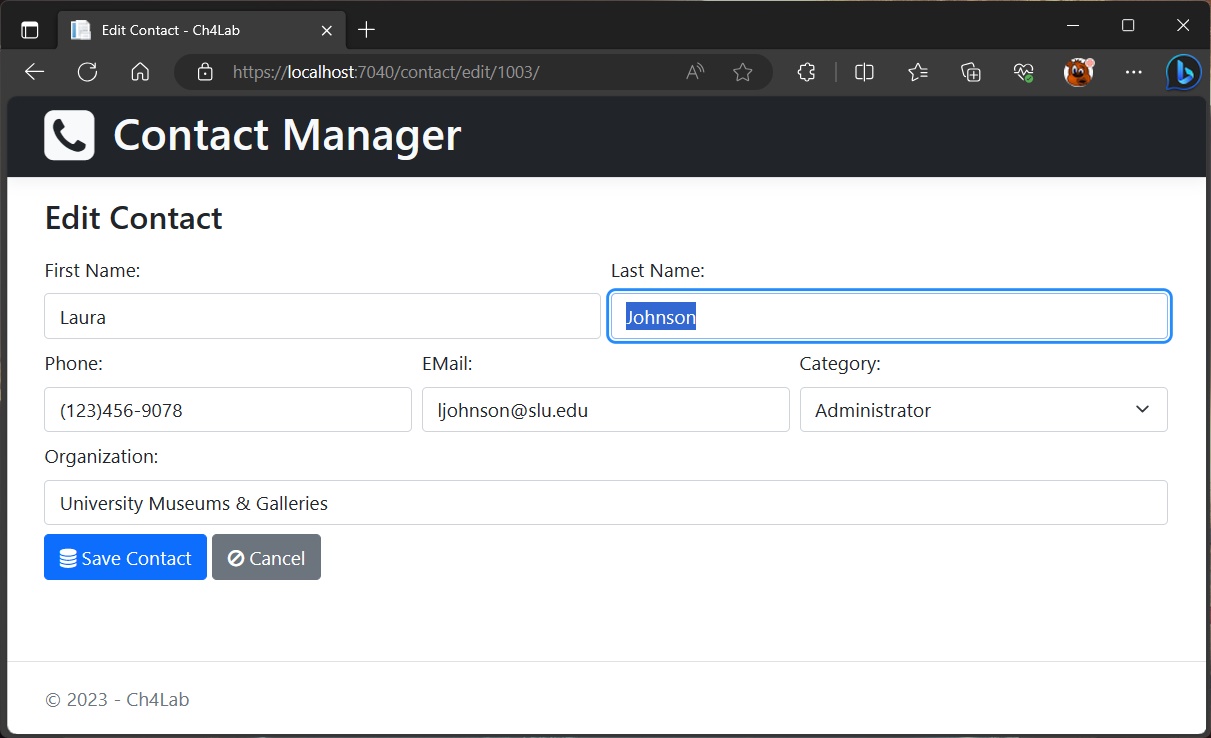 Edit Contact - Ch4Lab
https://localhost:7040/contact/edit/1003/
Contact Manager
Edit Contact
First Name: Last Name:
Laura Johnson
Phone: EMail: Category:
(123)456-9078 ljohnson@slu.edu Administrator
Organization:
University Museums & Galleries
Save Contact Cancel
© 2023 - Ch4Lab